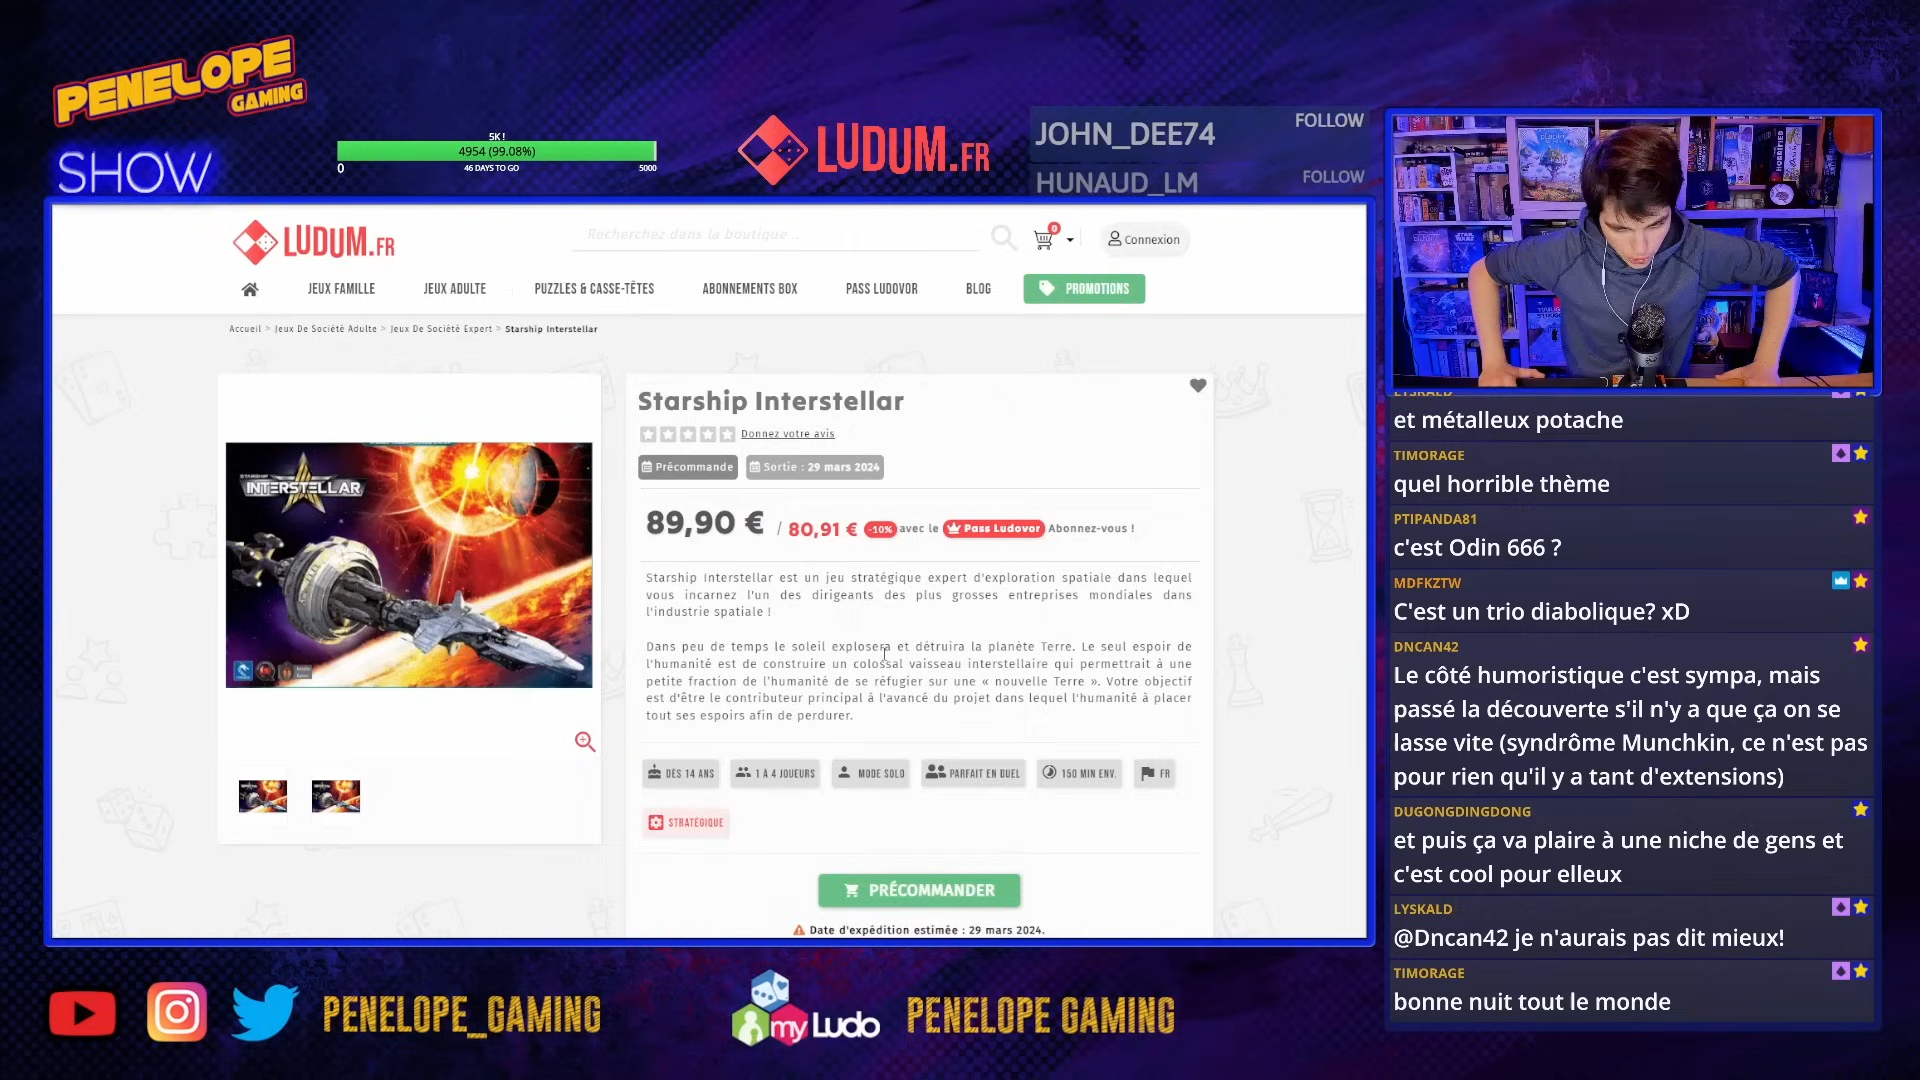 PENELOPE
GAMING
SHOW
5K !
4954 (99.08%)
0
46 DAYS TO GO
5000
LUDUM.FR
JOHN_DEE74
FOLLOW
HUNAUD_LM
FOLLOW
LUDUM.FR
Recherchez dans la boutique ..
0
Connexion
JEUX FAMILLE
JEUX ADULTE
PUZZLES & CASSE-TÊTES
ABONNEMENTS BOX
PASS LUDOVOR
BLOG
PROMOTIONS
Accueil > Jeux De Société Adulte > Jeux De Société Expert > Starship Interstellar
STARSHIP
INTERSTELLAR
Starship Interstellar
Donnez votre avis
Précommande
Sortie : 29 mars 2024
89,90 € / 80,91 € -10% avec le Pass Ludovor Abonnez-vous !
Starship Interstellar est un jeu stratégique expert d'exploration spatiale dans lequel
vous incarnez l'un des dirigeants des plus grosses entreprises mondiales dans
l'industrie spatiale !
Dans peu de temps le soleil explosera et détruira la planète Terre. Le seul espoir de
l'humanité est de construire un colossal vaisseau interstellaire qui permettrait à une
petite fraction de l'humanité de se réfugier sur une « nouvelle Terre ». Votre objectif
est d'être le contributeur principal à l'avancé du projet dans lequel l'humanité à placer
tout ses espoirs afin de perdurer.
DÈS 14 ANS
1 À 4 JOUEURS
MODE SOLO
PARFAIT EN DUEL
150 MIN ENV.
FR
STRATÉGIQUE
PRÉCOMMANDER
Date d'expédition estimée : 29 mars 2024.
LYSKALD
et métalleux potache
TIMORAGE
quel horrible thème
PTIPANDA81
c'est Odin 666 ?
MDFKZTW
C'est un trio diabolique? xD
DNCAN42
Le côté humoristique c'est sympa, mais
passé la découverte s'il n'y a que ça on se
lasse vite (syndrôme Munchkin, ce n'est pas
pour rien qu'il y a tant d'extensions)
DUGONGDINGDONG
et puis ça va plaire à une niche de gens et
c'est cool pour elleux
LYSKALD
@Dncan42 je n'aurais pas dit mieux!
TIMORAGE
bonne nuit tout le monde
PENELOPE_GAMING
my Ludo
PENELOPE GAMING